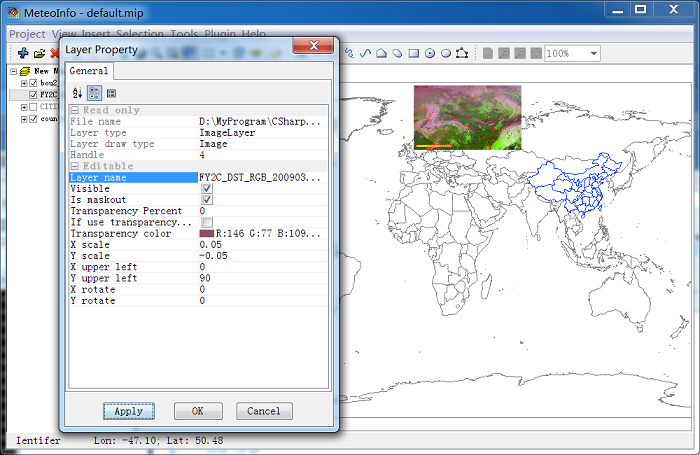 MeteoInfo - default.mip
Project View Insert Selection Tools Plugin Help
100%
Layer Property
General
New M
bou2_
FY2C_
CITIE
coun
Read only
File name D:\MyProgram\CSharp...
Layer type ImageLayer
Layer draw type Image
Handle 4
Editable
Layer name FY2C_DST_RGB_200903...
Visible
Is maskout
Transparency Percent 0
If use transparency...
Transparency color R:146 G:77 B:109...
X scale 0.05
Y scale -0.05
X upper left 0
Y upper left 90
X rotate 0
Y rotate 0
Apply OK Cancel
Ientifer Lon: -47.10; Lat: 50.48